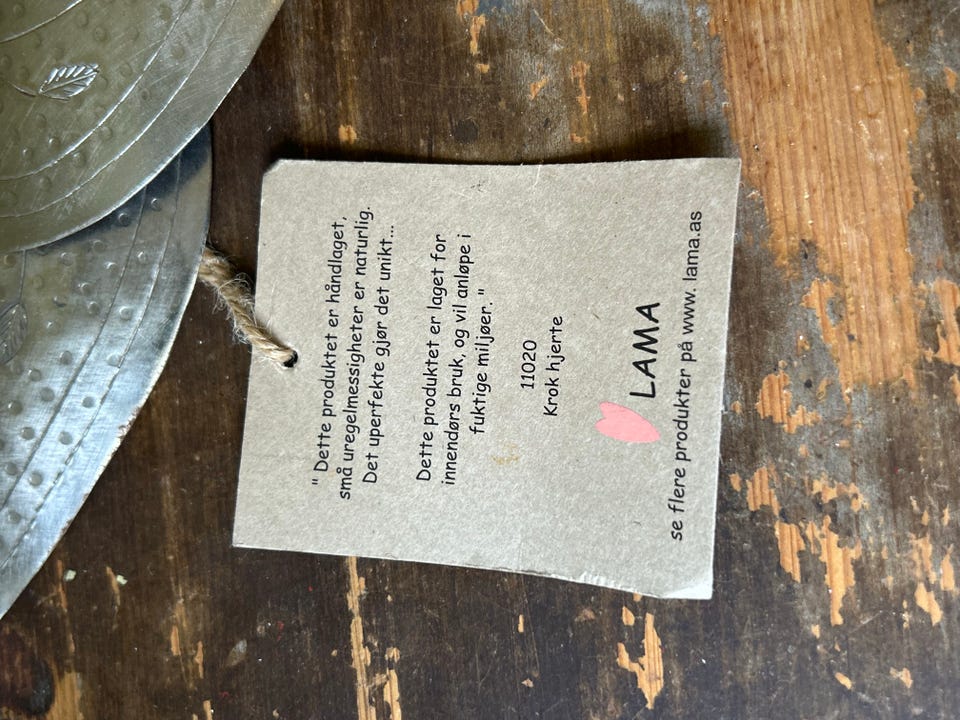 " Dette produktet er håndlaget,
små uregelmessigheter er naturlig.
Det uperfekte gjør det unikt...
Dette produktet er laget for
innendørs bruk, og vil anløpe i
fuktige miljøer. "
11020
Krok hjerte
LAMA
se flere produkter på www. lama.as